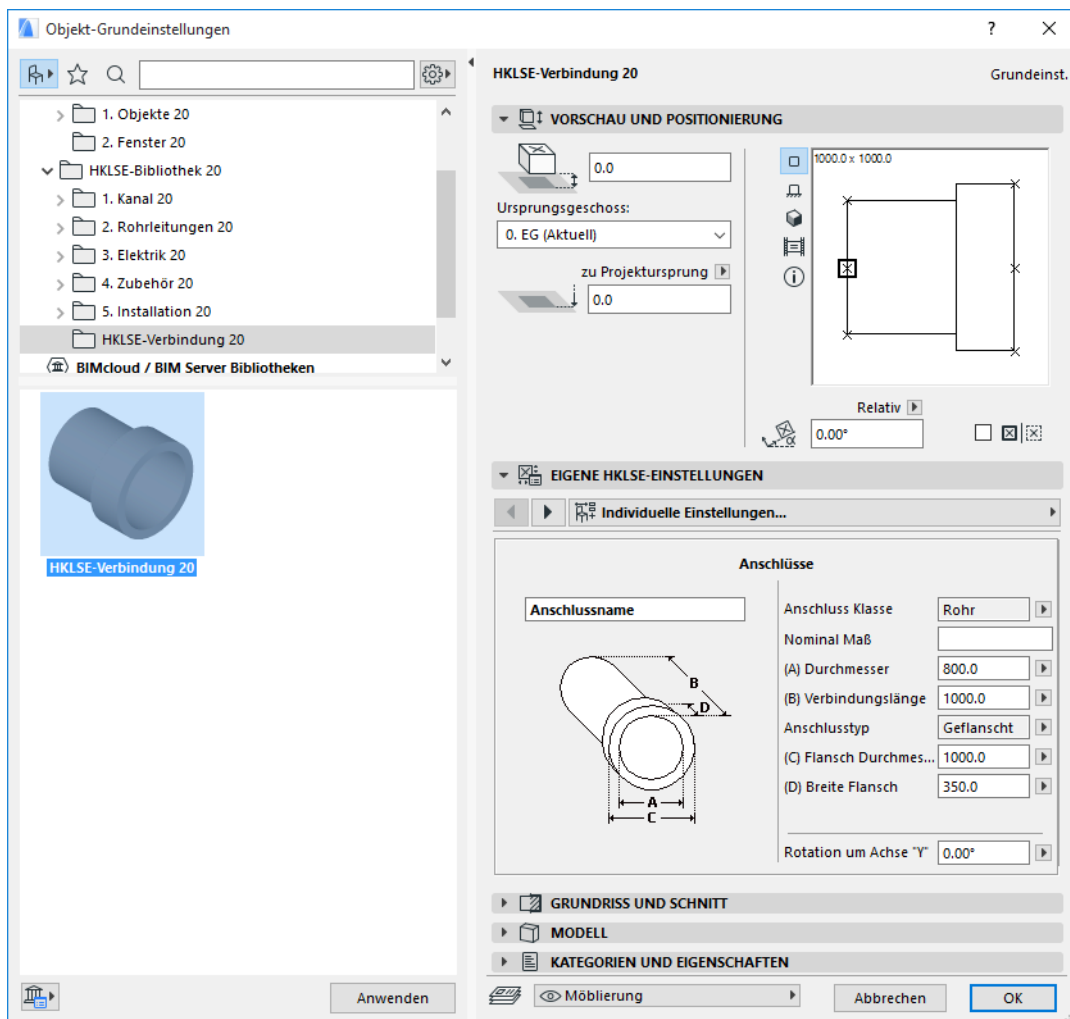 Objekt-Grundeinstellungen
?
1. Objekte 20
2. Fenster 20
HKLSE-Bibliothek 20
1. Kanal 20
2. Rohrleitungen 20
3. Elektrik 20
4. Zubehör 20
5. Installation 20
HKLSE-Verbindung 20
BIMcloud / BIM Server Bibliotheken
HKLSE-Verbindung 20
Anwenden
HKLSE-Verbindung 20
Grundeinst.
VORSCHAU UND POSITIONIERUNG
0.0
Ursprungsgeschoss:
0. EG (Aktuell)
zu Projektursprung
0.0
1000.0 x 1000.0
Relativ
α
0.00°
EIGENE HKLSE-EINSTELLUNGEN
Individuelle Einstellungen...
Anschlüsse
Anschlussname
B
D
A
C
Anschluss Klasse
Rohr
Nominal Maß
(A) Durchmesser
800.0
(B) Verbindungslänge
1000.0
Anschlusstyp
Geflanscht
(C) Flansch Durchmes...
1000.0
(D) Breite Flansch
350.0
Rotation um Achse "Y"
0.00°
GRUNDRISS UND SCHNITT
MODELL
KATEGORIEN UND EIGENSCHAFTEN
Möblierung
Abbrechen
OK